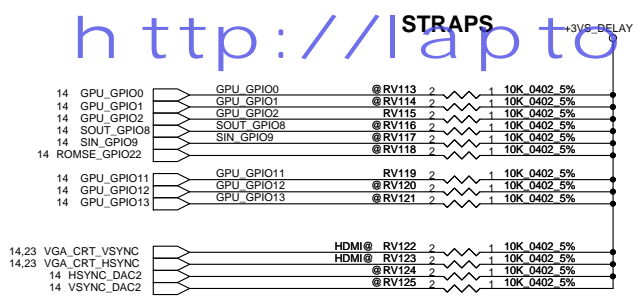 STRAPS
+3VS_DELAY
http://lapto
14 GPU_GPIO0 GPU_GPIO0 @RV113 2 1 10K_0402_5%
14 GPU_GPIO1 GPU_GPIO1 @RV114 2 1 10K_0402_5%
14 GPU_GPIO2 GPU_GPIO2 RV115 2 1 10K_0402_5%
14 SOUT_GPIO8 SOUT_GPIO8 @RV116 2 1 10K_0402_5%
14 SIN_GPIO9 SIN_GPIO9 @RV117 2 1 10K_0402_5%
14 ROMSE_GPIO22 @RV118 2 1 10K_0402_5%
14 GPU_GPIO11 GPU_GPIO11 RV119 2 1 10K_0402_5%
14 GPU_GPIO12 GPU_GPIO12 @RV120 2 1 10K_0402_5%
14 GPU_GPIO13 GPU_GPIO13 @RV121 2 1 10K_0402_5%
14,23 VGA_CRT_VSYNC HDMI@ RV122 2 1 10K_0402_5%
14,23 VGA_CRT_HSYNC HDMI@ RV123 2 1 10K_0402_5%
14 HSYNC_DAC2 @RV124 2 1 10K_0402_5%
14 VSYNC_DAC2 @RV125 2 1 10K_0402_5%